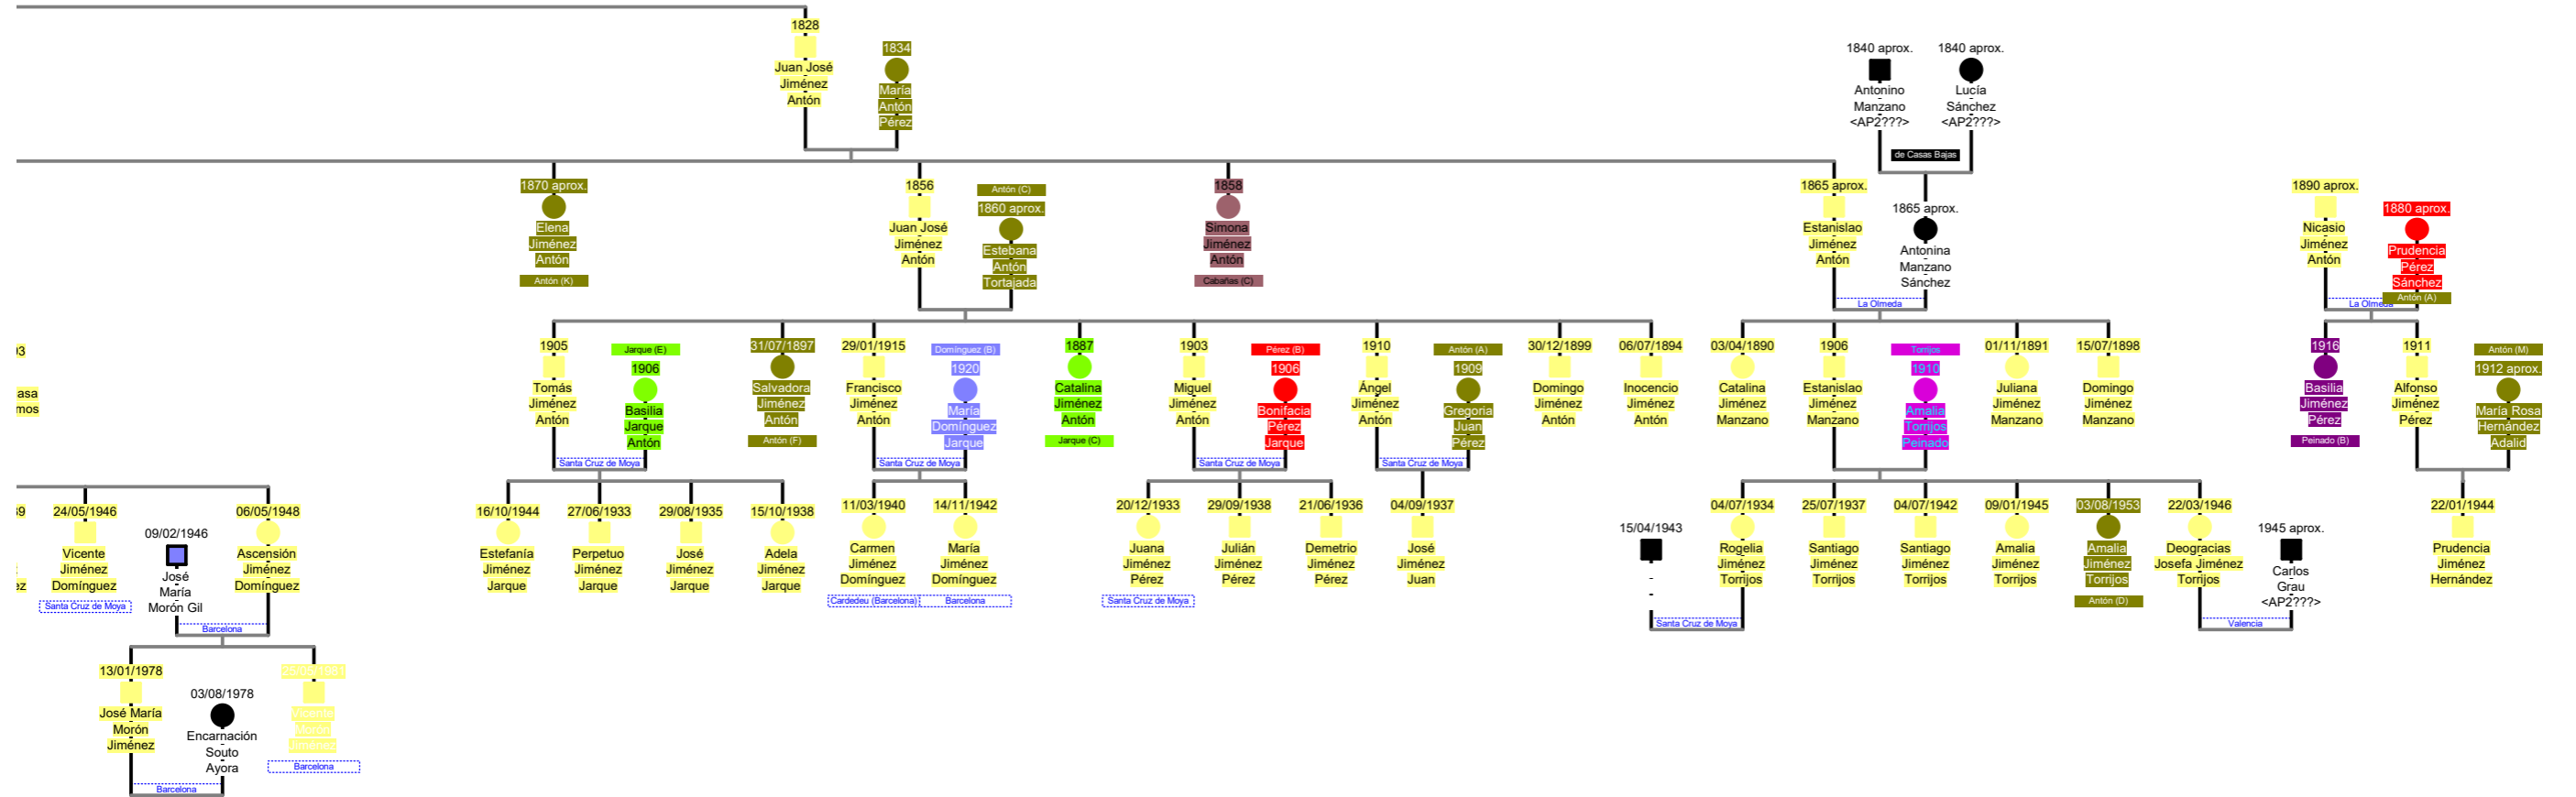 1828
Juan José
Jiménez
Antón
1834
María
Antón
Pérez
1840 aprox.
Antonino
Manzano
<AP2???>
1840 aprox.
Lucía
Sánchez
<AP2???>
de Casas Bajas
1870 aprox.
Elena
Jiménez
Antón
Antón (K)
1856
Juan José
Jiménez
Antón
Antón (C)
1860 aprox.
Estebana
Antón
Tortajada
1858
Simona
Jiménez
Antón
Cabañas (C)
1865 aprox.
Estanislao
Jiménez
Antón
1865 aprox.
Antonina
Manzano
Sánchez
La Olmeda
1890 aprox.
Nicasio
Jiménez
Antón
1880 aprox.
Prudencia
Pérez
Sánchez
Antón (A)
asa
mos
1905
Tomás
Jiménez
Antón
Jarque (E)
1906
Basilia
Jarque
Antón
Santa Cruz de Moya
31/07/1897
Salvadora
Jiménez
Antón
Antón (F)
29/01/1915
Francisco
Jiménez
Antón
Domínguez (B)
1920
María
Domínguez
Jarque
Santa Cruz de Moya
1887
Catalina
Jiménez
Antón
Jarque (C)
1903
Miguel
Jiménez
Antón
Pérez (B)
1906
Bonifacia
Pérez
Jarque
Santa Cruz de Moya
1910
Ángel
Jiménez
Antón
Antón (A)
1909
Gregoria
Juan
Pérez
Santa Cruz de Moya
30/12/1899
Domingo
Jiménez
Antón
06/07/1894
Inocencio
Jiménez
Antón
03/04/1890
Catalina
Jiménez
Manzano
1906
Estanislao
Jiménez
Manzano
Torrijos
1910
Amalia
Torrijos
Peinado
01/11/1891
Juliana
Jiménez
Manzano
15/07/1898
Domingo
Jiménez
Manzano
1916
Basilia
Jiménez
Pérez
Peinado (B)
1911
Alfonso
Jiménez
Pérez
Antón (M)
1912 aprox.
María Rosa
Hernández
Adalid
24/05/1946
Vicente
Jiménez
Domínguez
Santa Cruz de Moya
09/02/1946
José
María
Morón Gil
06/05/1948
Ascensión
Jiménez
Domínguez
Barcelona
16/10/1944
Estefanía
Jiménez
Jarque
27/06/1933
Perpetuo
Jiménez
Jarque
29/08/1935
José
Jiménez
Jarque
15/10/1938
Adela
Jiménez
Jarque
11/03/1940
Carmen
Jiménez
Domínguez
Cardedeu (Barcelona)
14/11/1942
María
Jiménez
Domínguez
Barcelona
20/12/1933
Juana
Jiménez
Pérez
Santa Cruz de Moya
29/09/1938
Julián
Jiménez
Pérez
21/06/1936
Demetrio
Jiménez
Pérez
04/09/1937
José
Jiménez
Juan
15/04/1943
-
-
04/07/1934
Rogelia
Jiménez
Torrijos
Santa Cruz de Moya
25/07/1937
Santiago
Jiménez
Torrijos
04/07/1942
Santiago
Jiménez
Torrijos
09/01/1945
Amalia
Jiménez
Torrijos
03/08/1953
Amalia
Jiménez
Torrijos
Antón (D)
22/03/1946
Deogracias
Josefa Jiménez
Torrijos
1945 aprox.
Carlos
Grau
<AP2???>
Valencia
22/01/1944
Prudencia
Jiménez
Hernández
13/01/1978
José María
Morón
Jiménez
03/08/1978
Encarnación
Souto
Ayora
Barcelona
Vicente
Morón
Jiménez
Barcelona